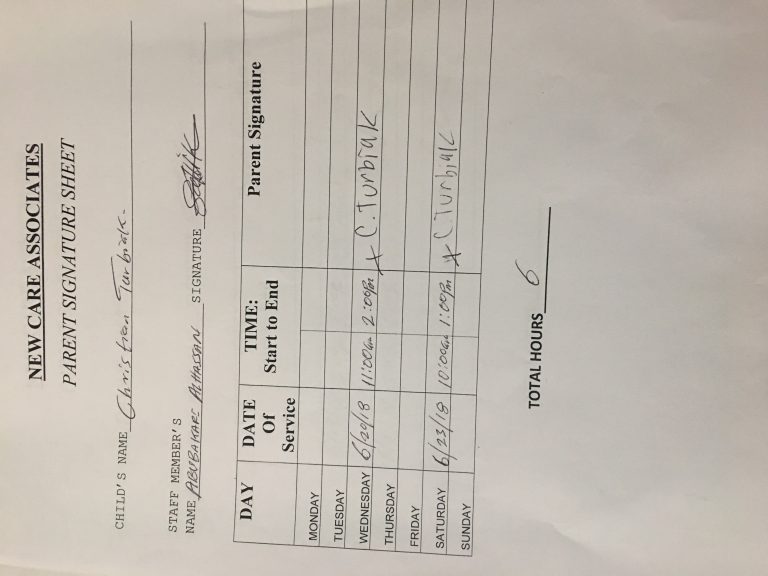 NEW CARE ASSOCIATES
PARENT SIGNATURE SHEET
CHILD'S NAME Christian Turbiak.
STAFF MEMBER'S
NAME ABUBAKARI ALHASSAN SIGNATURE
DAY DATE Of Service TIME: Start to End Parent Signature
MONDAY
TUESDAY
WEDNESDAY 6/20/18 11:00am 2:00pm x C. Turbiak
THURSDAY
FRIDAY
SATURDAY 6/23/18 10:00am 1:00pm x C. Turbiak
SUNDAY
TOTAL HOURS 6